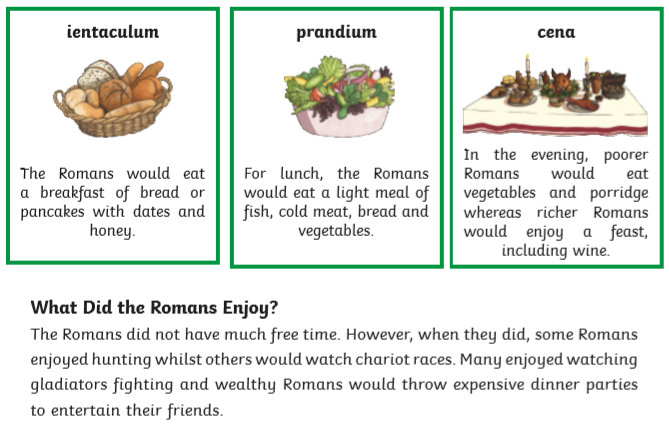 ientaculum
The Romans would eat
a breakfast of bread or
pancakes with dates and
honey.
prandium
For lunch, the Romans
would eat a light meal of
fish, cold meat, bread and
vegetables.
cena
In the evening, poorer
Romans would eat
vegetables and porridge
whereas richer Romans
would enjoy a feast,
including wine.
What Did the Romans Enjoy?
The Romans did not have much free time. However, when they did, some Romans
enjoyed hunting whilst others would watch chariot races. Many enjoyed watching
gladiators fighting and wealthy Romans would throw expensive dinner parties
to entertain their friends.